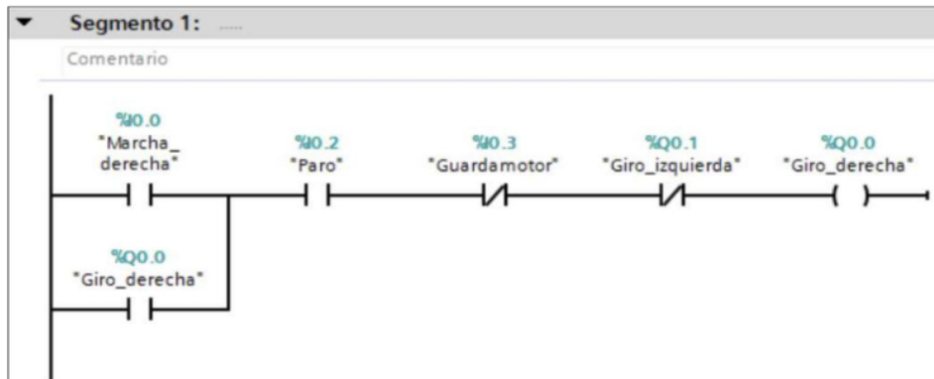 Segmento 1: .....
Comentario
%I0.0
"Marcha_
derecha"
%I0.2
"Paro"
%I0.3
"Guardamotor"
%Q0.1
"Giro_izquierda"
%Q0.0
"Giro_derecha"
%Q0.0
"Giro_derecha"